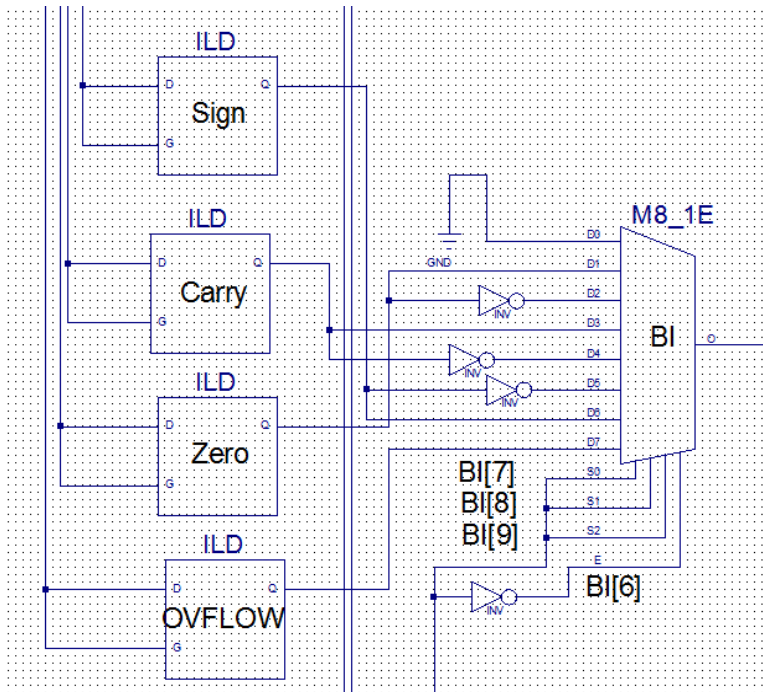 ILD
D Q
Sign
G
ILD
D Q
Carry
G
ILD
D Q
Zero
G
ILD
D Q
OVFLOW
G
GND
INV
INV
INV
M8_1E
D0
D1
D2
D3
D4
D5
D6
D7
BI
O
BI[7] S0
BI[8] S1
BI[9] S2
E
BI[6]
INV